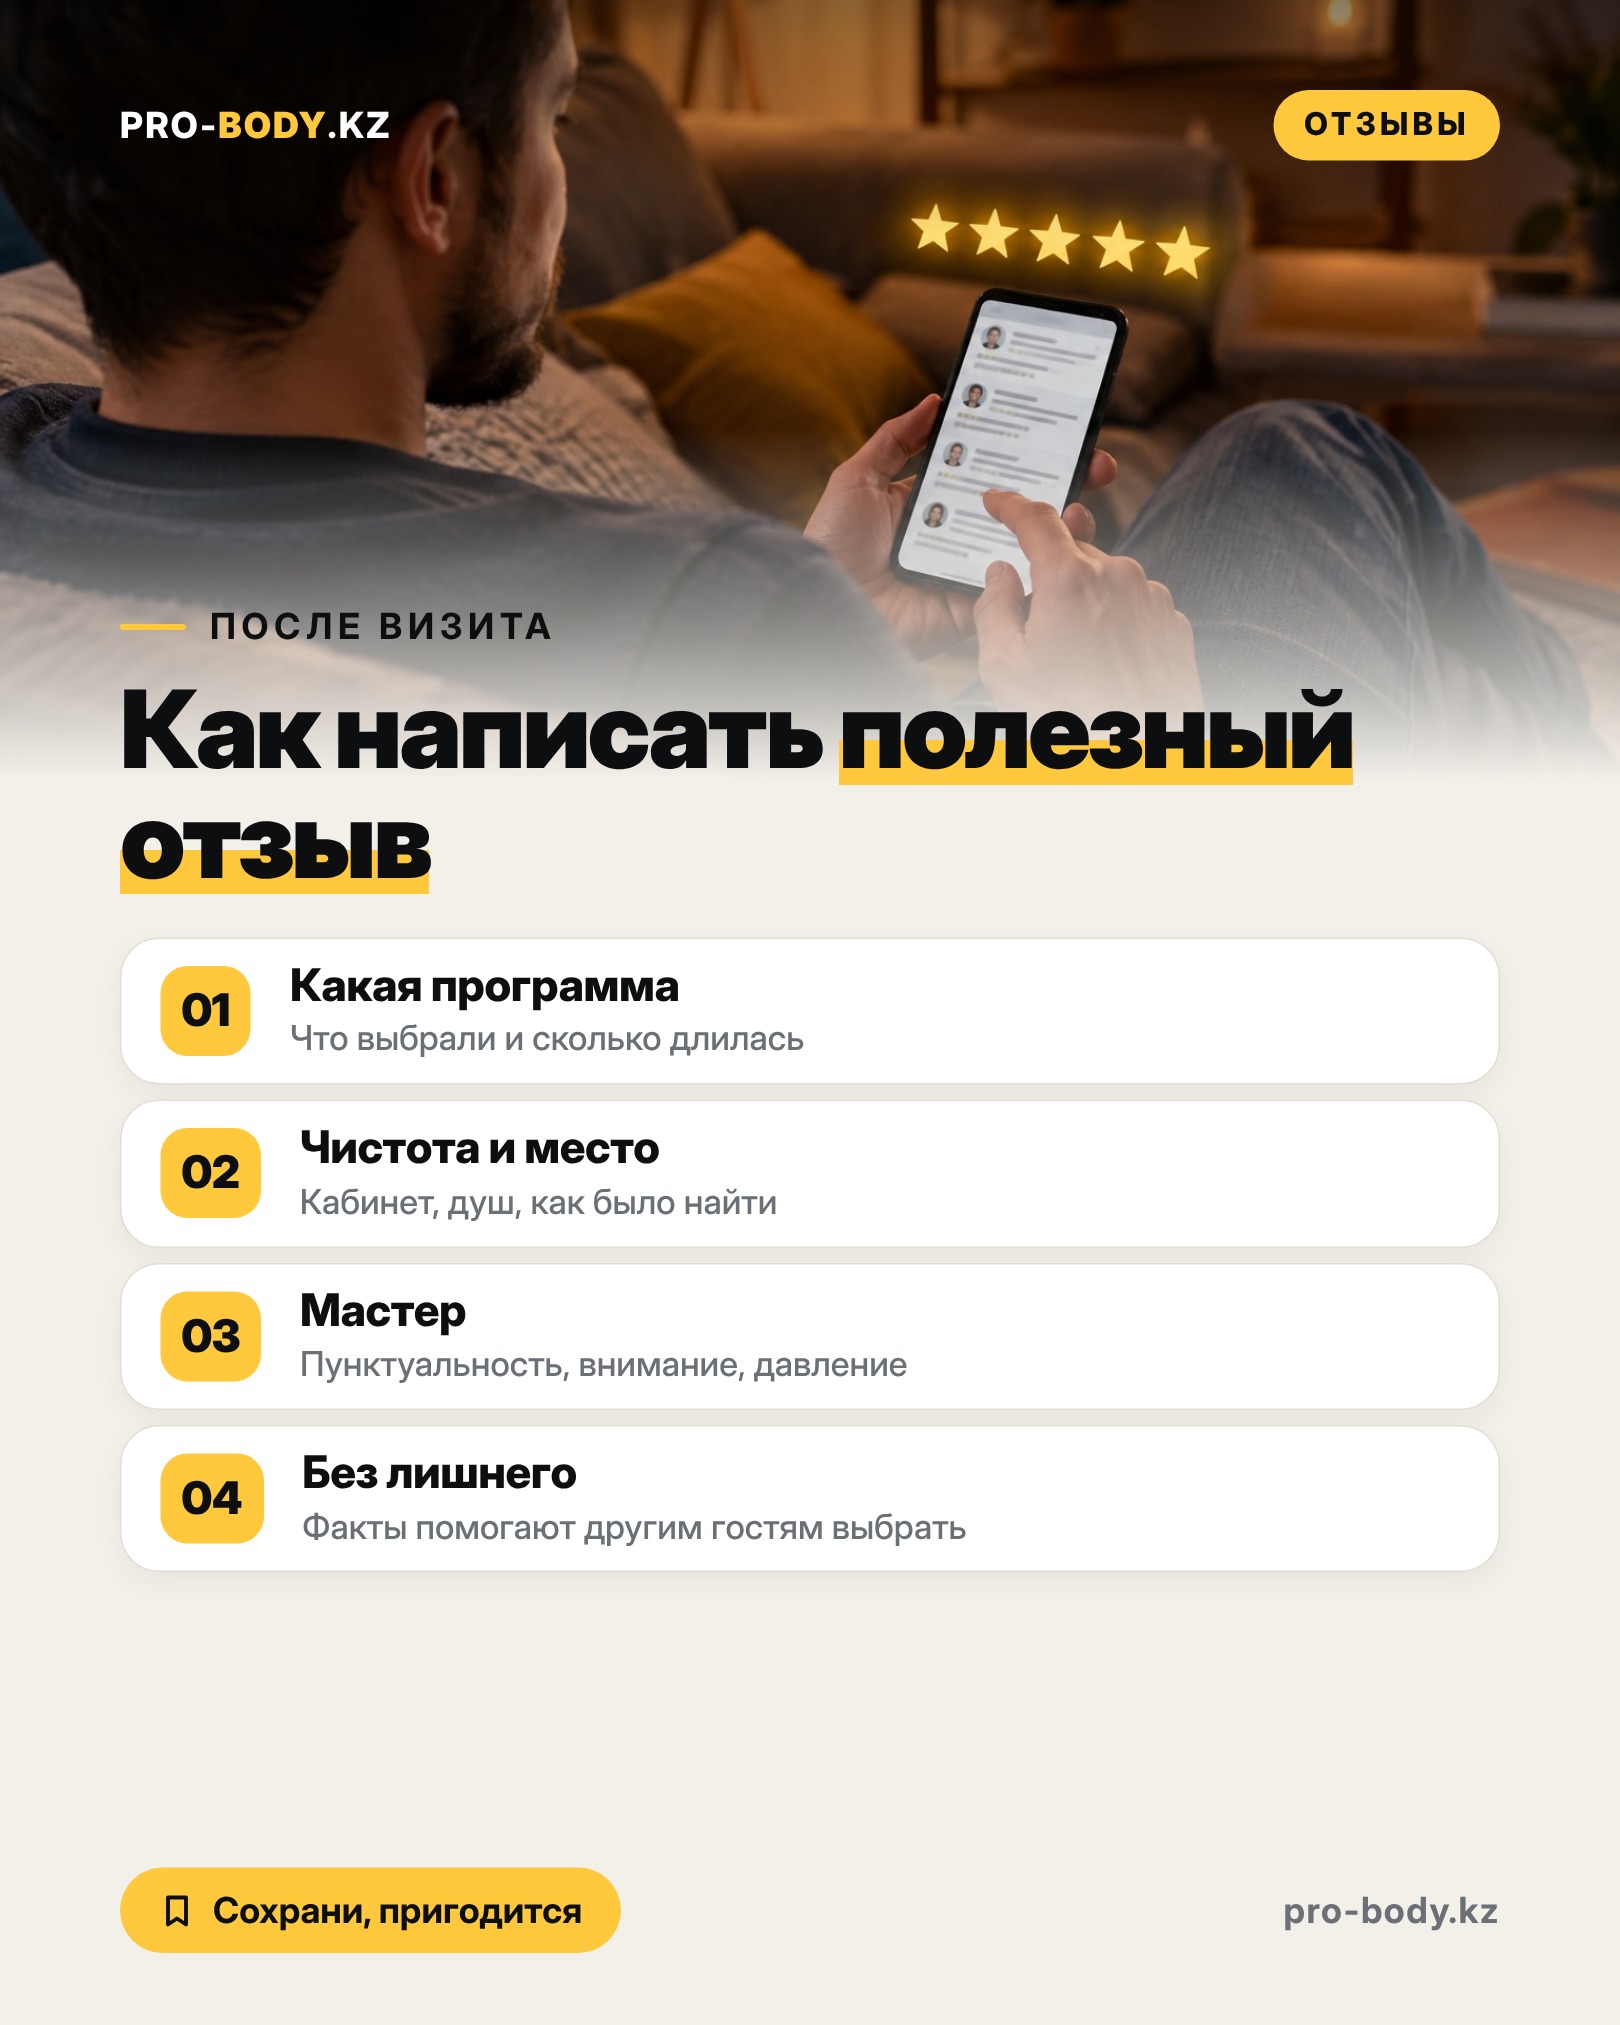 PRO-BODY.KZ
ОТЗЫВЫ
ПОСЛЕ ВИЗИТА
Как написать полезный
отзыв
01
Какая программа
Что выбрали и сколько длилась
02
Чистота и место
Кабинет, душ, как было найти
03
Мастер
Пунктуальность, внимание, давление
04
Без лишнего
Факты помогают другим гостям выбрать
Сохрани, пригодится
pro-body.kz